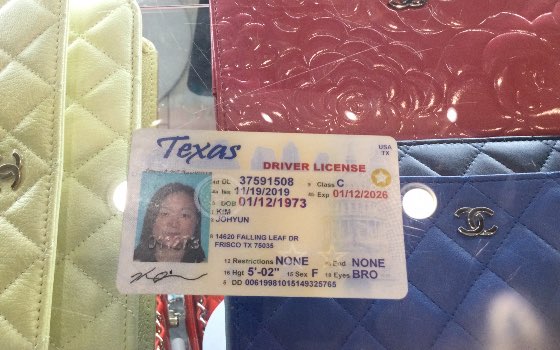 Texas
USA
TX
DRIVER LICENSE
4d DL 37591508 9 Class C
4a Iss 11/19/2019 4b Exp 01/12/2026
3 DOB 01/12/1973
1 KIM
2 JOHYUN
8 14620 FALLING LEAF DR
FRISCO TX 75035
12 Restrictions NONE 9a End NONE
16 Hgt 5'-02" 15 Sex F 18 Eyes BRO
5 DD 00619981015149325765